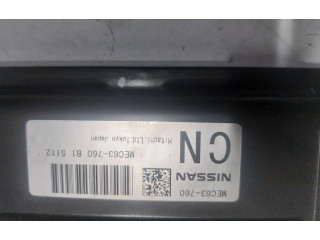 MEC63-760
NISSAN
CN
Hitachi, Ltd.Tokyo Japan
MEC63-760 B1 5112